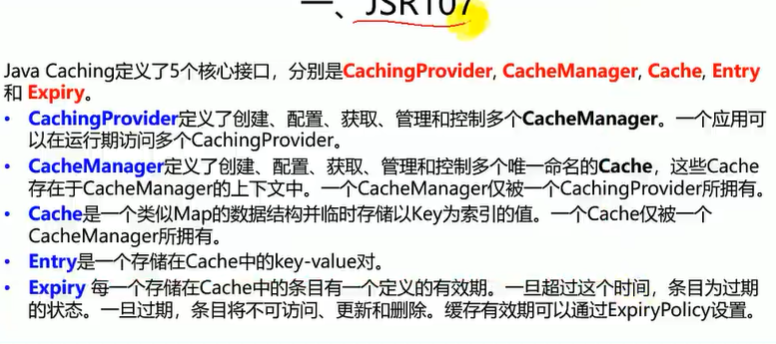 一、JSR107
Java Caching定义了5个核心接口，分别是CachingProvider, CacheManager, Cache, Entry
和 Expiry。
• CachingProvider定义了创建、配置、获取、管理和控制多个CacheManager。一个应用可
以在运行期访问多个CachingProvider。
• CacheManager定义了创建、配置、获取、管理和控制多个唯一命名的Cache，这些Cache
存在于CacheManager的上下文中。一个CacheManager仅被一个CachingProvider所拥有。
• Cache是一个类似Map的数据结构并临时存储以Key为索引的值。一个Cache仅被一个
CacheManager所拥有。
• Entry是一个存储在Cache中的key-value对。
• Expiry 每一个存储在Cache中的条目有一个定义的有效期。一旦超过这个时间，条目为过期
的状态。一旦过期，条目将不可访问、更新和删除。缓存有效期可以通过ExpiryPolicy设置。